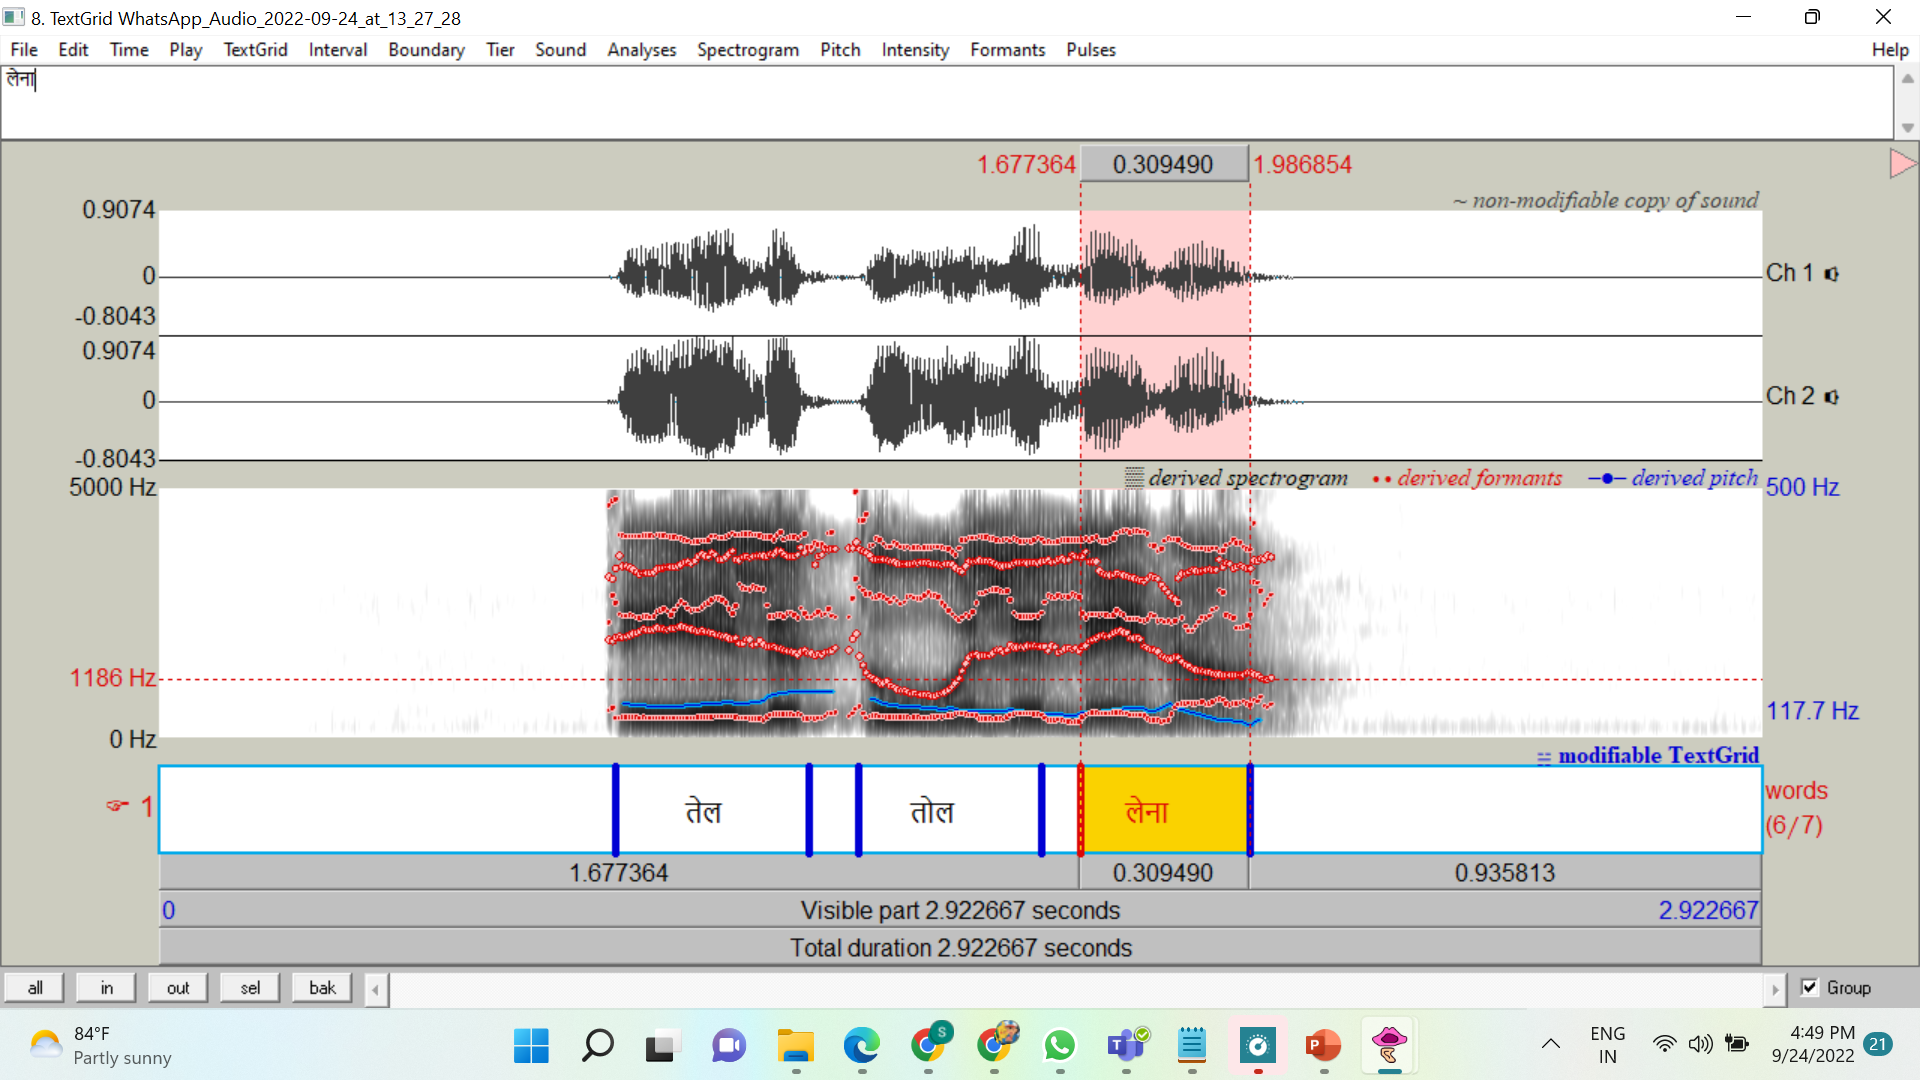 8. TextGrid WhatsApp_Audio_2022-09-24_at_13_27_28
File Edit Time Play TextGrid Interval Boundary Tier Sound Analyses Spectrogram Pitch Intensity Formants Pulses Help
लेना
1.677364 0.309490 1.986854
~ non-modifiable copy of sound
0.9074
0 Ch 1
-0.8043
0.9074
0 Ch 2
-0.8043
derived spectrogram derived formants derived pitch
5000 Hz 500 Hz
1186 Hz
117.7 Hz
0 Hz
modifiable TextGrid
1 तेल तोल लेना words
(6/7)
1.677364 0.309490 0.935813
0 Visible part 2.922667 seconds 2.922667
Total duration 2.922667 seconds
all in out sel bak Group
84°F
Partly sunny
S
T
P
ENG
IN
4:49 PM
9/24/2022
21